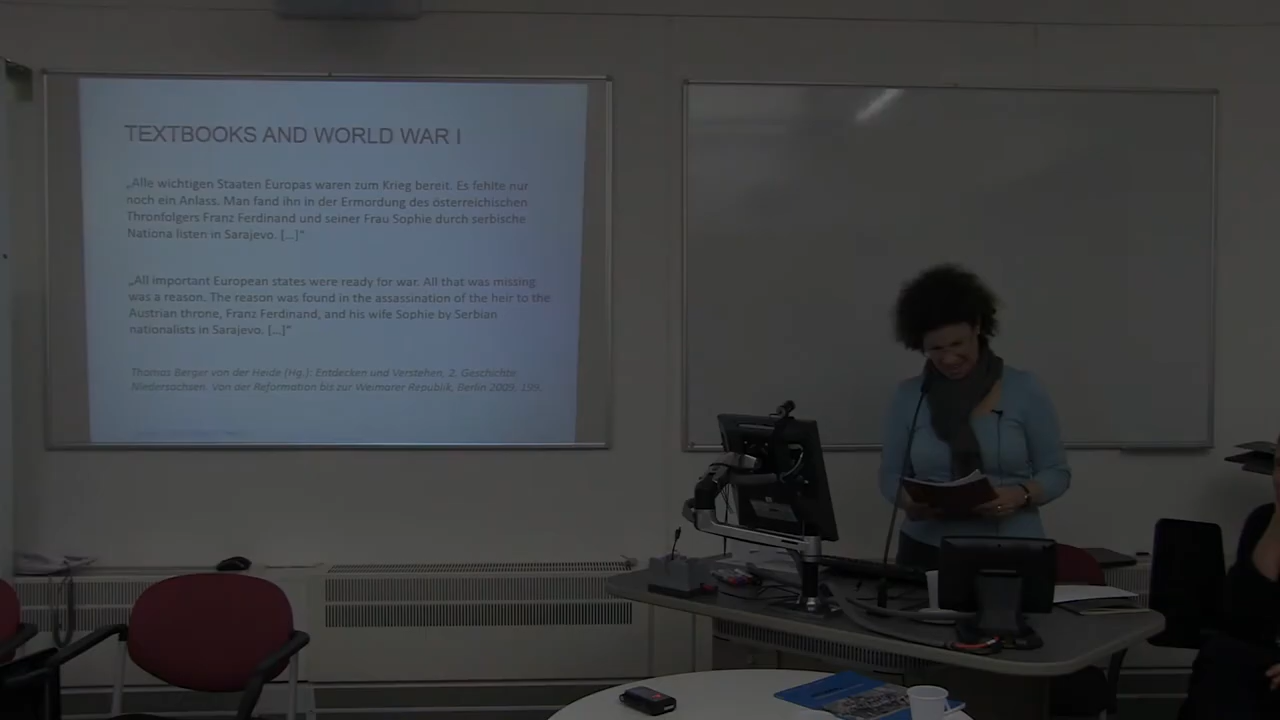 TEXTBOOKS AND WORLD WAR I
„Alle wichtigen Staaten Europas waren zum Krieg bereit. Es fehlte nur
noch ein Anlass. Man fand ihn in der Ermordung des österreichischen
Thronfolgers Franz Ferdinand und seiner Frau Sophie durch serbische
Nationa listen in Sarajevo. [...]“
„All important European states were ready for war. All that was missing
was a reason. The reason was found in the assassination of the heir to the
Austrian throne, Franz Ferdinand, and his wife Sophie by Serbian
nationalists in Sarajevo. [...]“
Thomas Berger von der Heide (Hg.): Entdecken und Verstehen. 2. Geschichte
Niedersachsen. Von der Reformation bis zur Weimarer Republik, Berlin 2009, 199.